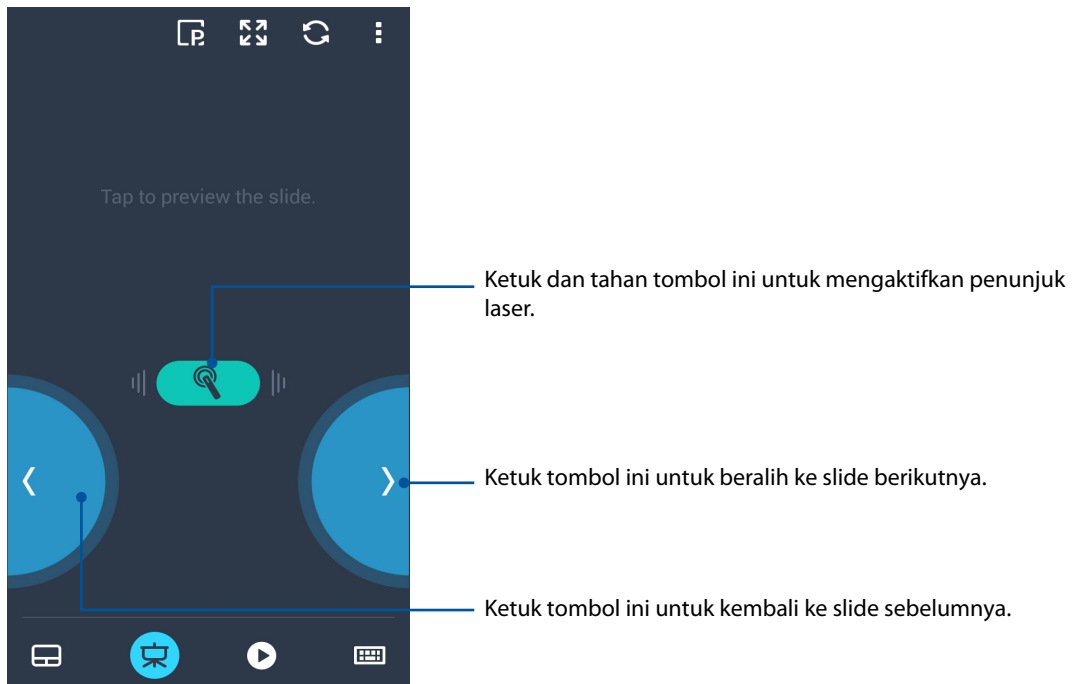 Tap to preview the slide.
Ketuk dan tahan tombol ini untuk mengaktifkan penunjuk
laser.
Ketuk tombol ini untuk beralih ke slide berikutnya.
Ketuk tombol ini untuk kembali ke slide sebelumnya.